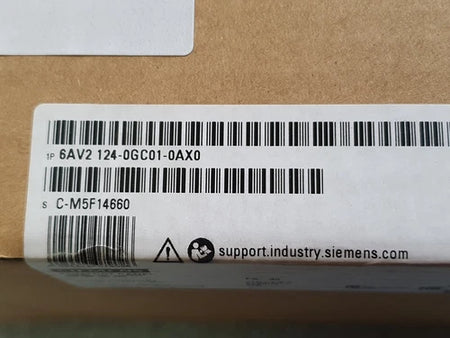 1P 6AV2 124-0GC01-0AX0
S C-M5F14660
support.industry.siemens.com